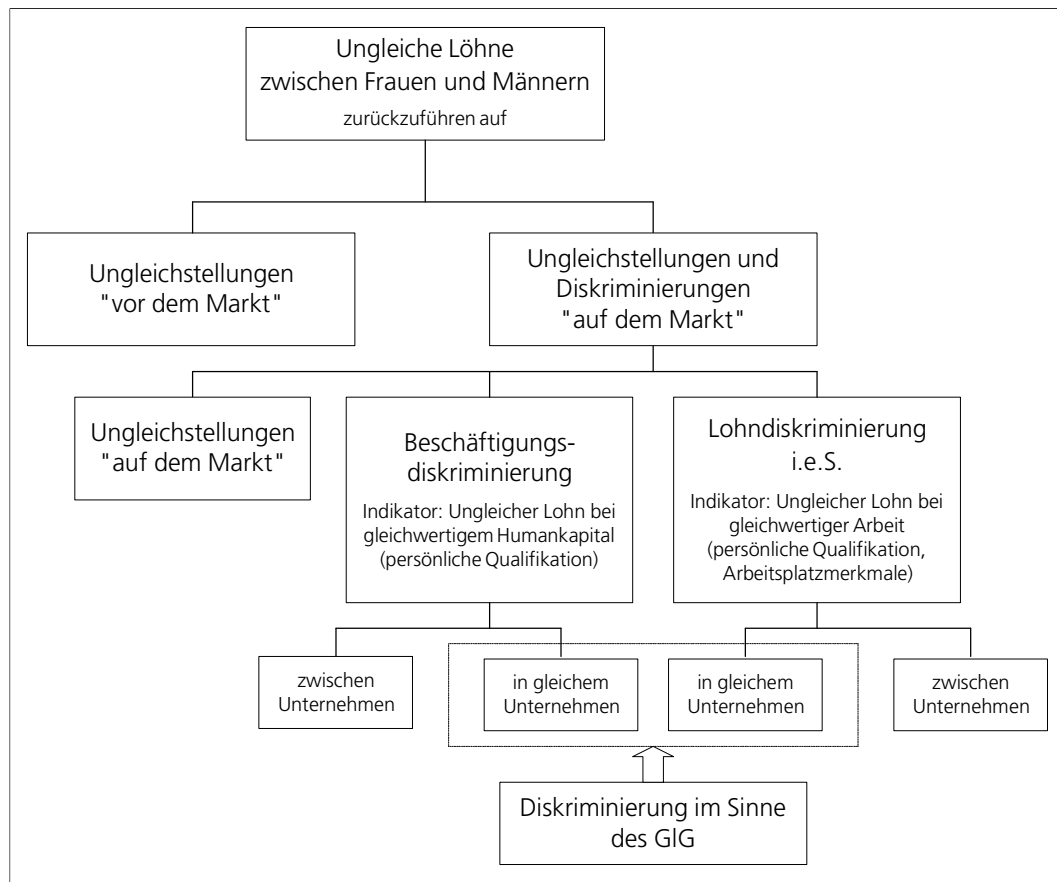 Ungleiche Löhne
zwischen Frauen und Männern
zurückzuführen auf
Ungleichstellungen
"vor dem Markt"
Ungleichstellungen und
Diskriminierungen
"auf dem Markt"
Ungleichstellungen
"auf dem Markt"
Beschäftigungs-
diskriminierung
Indikator: Ungleicher Lohn bei
gleichwertigem Humankapital
(persönliche Qualifikation)
Lohndiskriminierung
i.e.S.
Indikator: Ungleicher Lohn bei
gleichwertiger Arbeit
(persönliche Qualifikation,
Arbeitsplatzmerkmale)
zwischen
Unternehmen
in gleichem
Unternehmen
in gleichem
Unternehmen
zwischen
Unternehmen
Diskriminierung im Sinne
des GlG